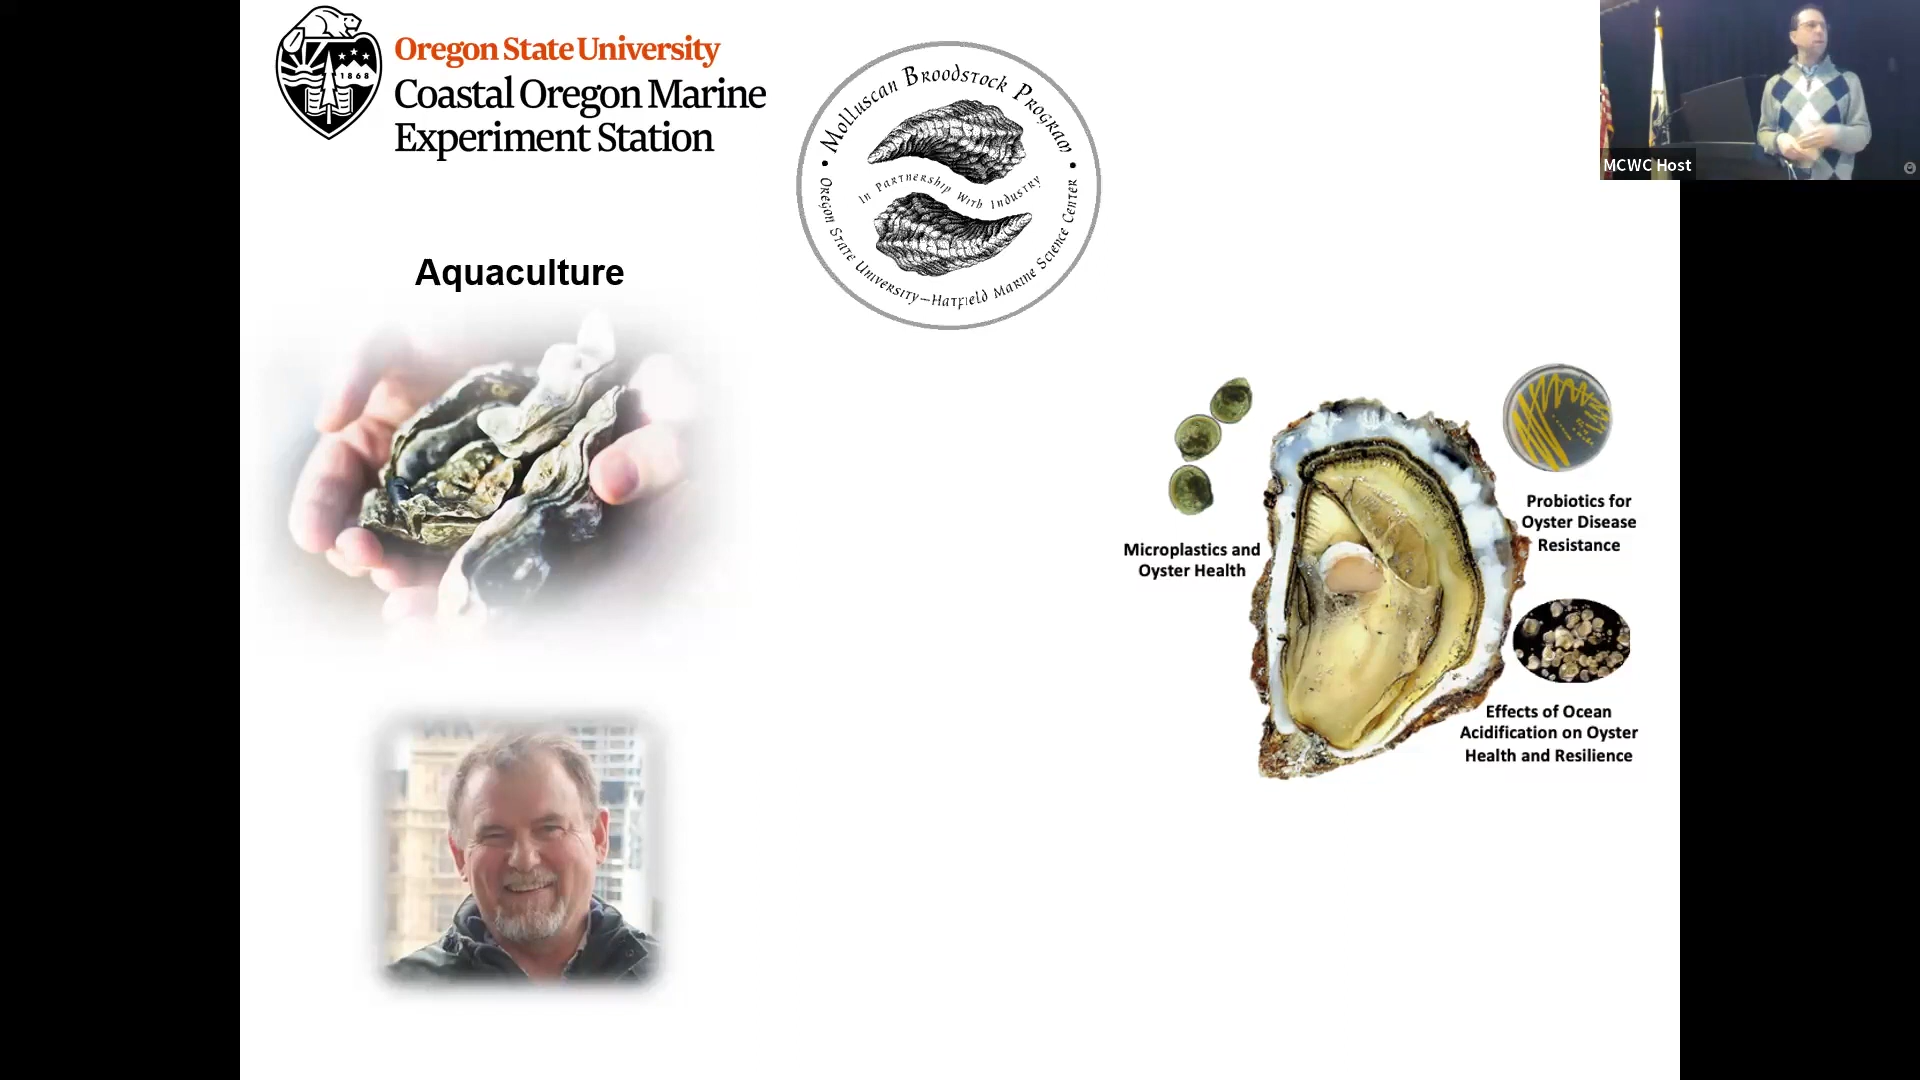 Oregon State University
Coastal Oregon Marine
Experiment Station
1868
• Molluscan Broodstock Program •
In Partnership With Industry
Oregon State University—Hatfield Marine Science Center
MCWC Host
Aquaculture
Microplastics and
Oyster Health
Probiotics for
Oyster Disease
Resistance
Effects of Ocean
Acidification on Oyster
Health and Resilience